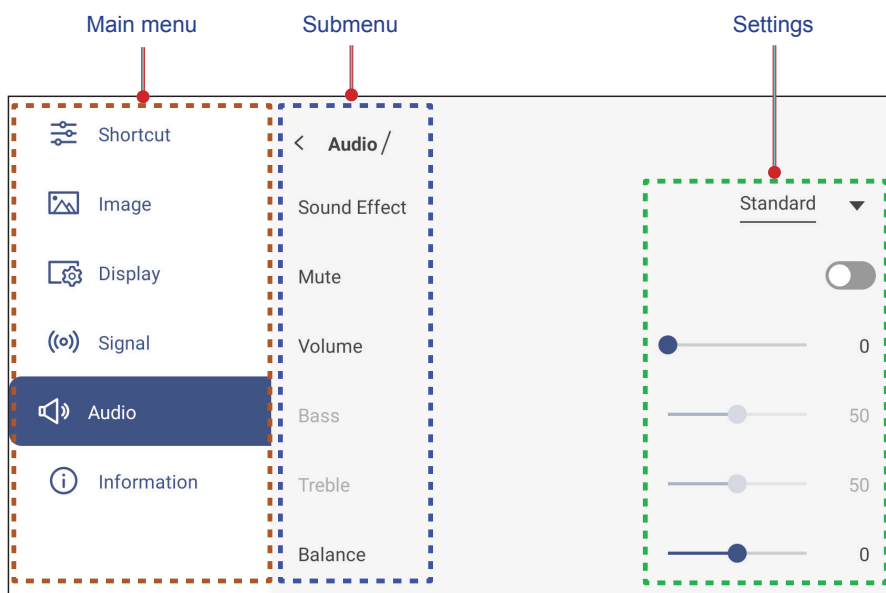 Main menu Submenu Settings
Shortcut
Audio /
Image
Sound Effect Standard
Display
Mute
Signal
Volume 0
Audio
Bass 50
Information
Treble 50
Balance 0